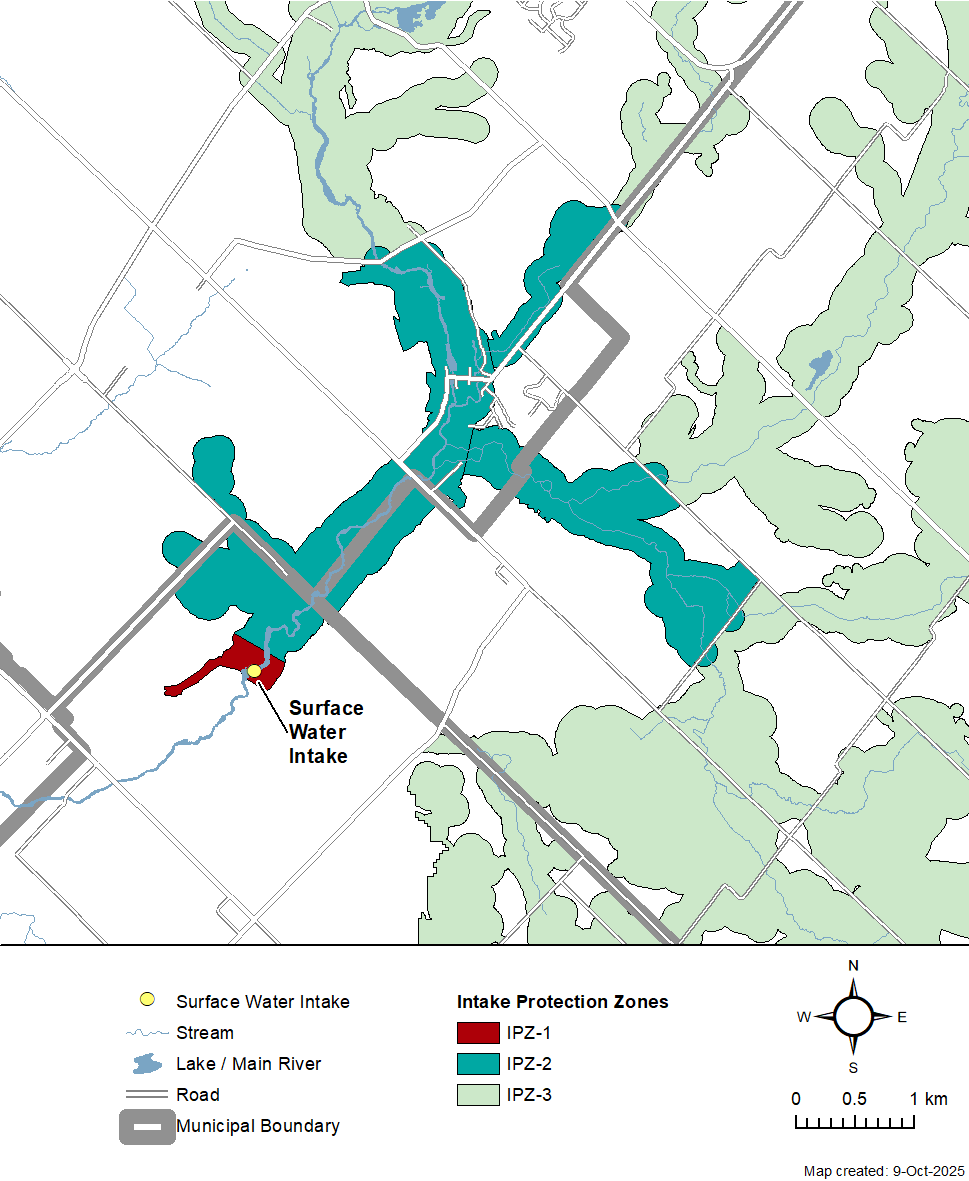 Surface
Water
Intake
Surface Water Intake
Stream
Lake / Main River
Road
Municipal Boundary
Intake Protection Zones
IPZ-1
IPZ-2
IPZ-3
N
W E
S
0 0.5 1 km
Map created: 9-Oct-2025